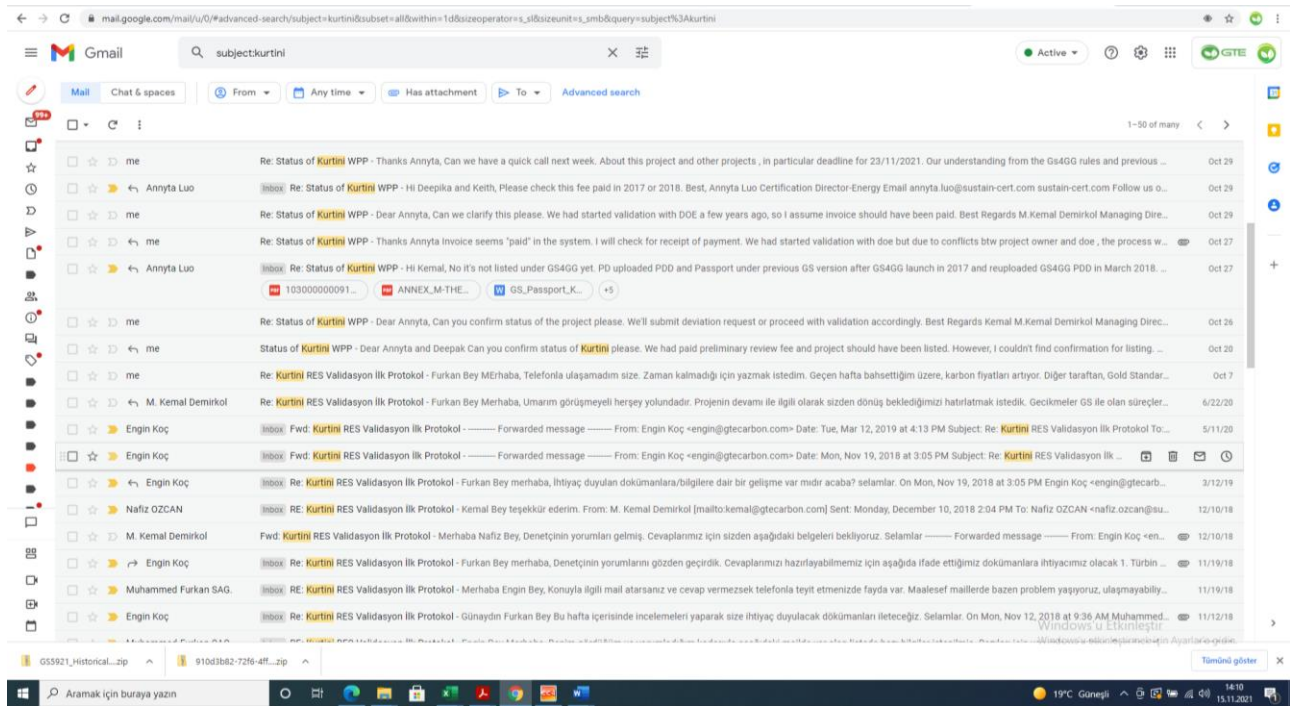 mail.google.com/mail/u/0/#advanced-search/subject=kurtini&subset=all&within=1d&sizeoperator=s_sl&sizeunit=s_smb&query=subject%3Akurtini
Gmail subject:kurtini Active GTE
Mail Chat & spaces From Any time Has attachment To Advanced search
99+
1–50 of many
me Re: Status of Kurtini WPP - Thanks Annyta, Can we have a quick call next week. About this project and other projects , in particular deadline for 23/11/2021. Our understanding from the Gs4GG rules and previous ... Oct 29
Annyta Luo Inbox Re: Status of Kurtini WPP - Hi Deepika and Keith, Please check this fee paid in 2017 or 2018. Best, Annyta Luo Certification Director-Energy Email annyta.luo@sustain-cert.com sustain-cert.com Follow us o... Oct 29
me Re: Status of Kurtini WPP - Dear Annyta, Can we clarify this please. We had started validation with DOE a few years ago, so I assume invoice should have been paid. Best Regards M.Kemal Demirkol Managing Dire... Oct 29
me Re: Status of Kurtini WPP - Thanks Annyta Invoice seems "paid" in the system. I will check for receipt of payment. We had started validation with doe but due to conflicts btw project owner and doe , the process w... Oct 27
Annyta Luo Inbox Re: Status of Kurtini WPP - Hi Kemal, No it's not listed under GS4GG yet. PD uploaded PDD and Passport under previous GS version after GS4GG launch in 2017 and reuploaded GS4GG PDD in March 2018. ... Oct 27
103000000091... ANNEX_M-THE... GS_Passport_K... +5
me Re: Status of Kurtini WPP - Dear Annyta, Can you confirm status of the project please. We'll submit deviation request or proceed with validation accordingly. Best Regards Kemal M.Kemal Demirkol Managing Direc... Oct 26
me Status of Kurtini WPP - Dear Annyta and Deepak Can you confirm status of Kurtini please. We had paid preliminary review fee and project should have been listed. However, I couldn't find confirmation for listing. ... Oct 20
me Re: Kurtini RES Validasyon İlk Protokol - Furkan Bey MErhaba, Telefonla ulaşamadım size. Zaman kalmadığı için yazmak istedim. Geçen hafta bahsettiğim üzere, karbon fiyatları artıyor. Diğer taraftan, Gold Standar... Oct 7
M. Kemal Demirkol Re: Kurtini RES Validasyon İlk Protokol - Furkan Bey Merhaba, Umarım görüşmeyeli herşey yolundadır. Projenin devamı ile ilgili olarak sizden dönüş beklediğimizi hatırlatmak istedik. Gecikmeler GS ile olan süreçler... 6/22/20
Engin Koç Inbox Fwd: Kurtini RES Validasyon İlk Protokol - ---------- Forwarded message --------- From: Engin Koç <engin@gtecarbon.com> Date: Tue, Mar 12, 2019 at 4:13 PM Subject: Re: Kurtini RES Validasyon İlk Protokol To:... 5/11/20
Engin Koç Inbox Fwd: Kurtini RES Validasyon İlk Protokol - ---------- Forwarded message --------- From: Engin Koç <engin@gtecarbon.com> Date: Mon, Nov 19, 2018 at 3:05 PM Subject: Re: Kurtini RES Validasyon İlk ...
Engin Koç Inbox Re: Kurtini RES Validasyon İlk Protokol - Furkan Bey merhaba, İhtiyaç duyulan dokümanlara/bilgilere dair bir gelişme var mıdır acaba? selamlar. On Mon, Nov 19, 2018 at 3:05 PM Engin Koç <engin@gtecarb... 3/12/19
Nafiz OZCAN Inbox RE: Kurtini RES Validasyon İlk Protokol - Kemal Bey teşekkür ederim. From: M. Kemal Demirkol [mailto:kemal@gtecarbon.com] Sent: Monday, December 10, 2018 2:04 PM To: Nafiz OZCAN <nafiz.ozcan@su... 12/10/18
M. Kemal Demirkol Fwd: Kurtini RES Validasyon İlk Protokol - Merhaba Nafiz Bey, Denetçinin yorumları gelmiş. Cevaplarımız için sizden aşağıdaki belgeleri bekliyoruz. Selamlar ---------- Forwarded message --------- From: Engin Koç <en... 12/10/18
Engin Koç Inbox Re: Kurtini RES Validasyon İlk Protokol - Furkan Bey merhaba, Denetçinin yorumlarını gözden geçirdik. Cevaplarımızı hazırlayabilmemiz için aşağıda ifade ettiğimiz dokümanlara ihtiyacımız olacak 1. Türbin ... 11/19/18
Muhammed Furkan SAG. Inbox RE: Kurtini RES Validasyon İlk Protokol - Merhaba Engin Bey, Konuyla ilgili mail atarsanız ve cevap vermezsek telefonla teyit etmenizde fayda var. Maalesef maillerde bazen problem yaşıyoruz, ulaşmayabiliy... 11/19/18
Engin Koç Inbox Re: Kurtini RES Validasyon İlk Protokol - Günaydın Furkan Bey Bu hafta içerisinde incelemeleri yaparak size ihtiyaç duyulacak dökümanları ileteceğiz. Selamlar. On Mon, Nov 12, 2018 at 9:36 AM Muhammed... 11/12/18
Windows'u Etkinleştir
GS5921_Historical....zip 910d3b82-72f6-4ff....zip Tümünü göster
Aramak için buraya yazın 19°C Güneşli 14:10
15.11.2021